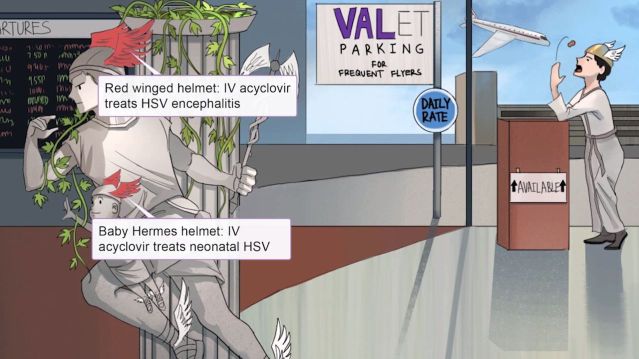 RTURES
VALET
PARKING
FOR
FREQUENT FLYERS
Red winged helmet: IV acyclovir
treats HSV encephalitis
DAILY
RATE
AVAILABLE
Baby Hermes helmet: IV
acyclovir treats neonatal HSV